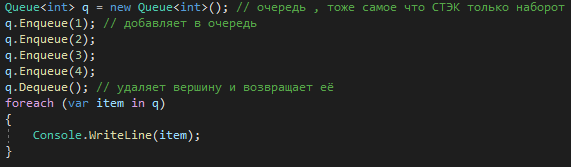 Queue<int> q = new Queue<int>(); // очередь , тоже самое что СТЭК только наборот
q.Enqueue(1); // добавляет в очередь
q.Enqueue(2);
q.Enqueue(3);
q.Enqueue(4);
q.Dequeue(); // удаляет вершину и возвращает её
foreach (var item in q)
{
    Console.WriteLine(item);
}